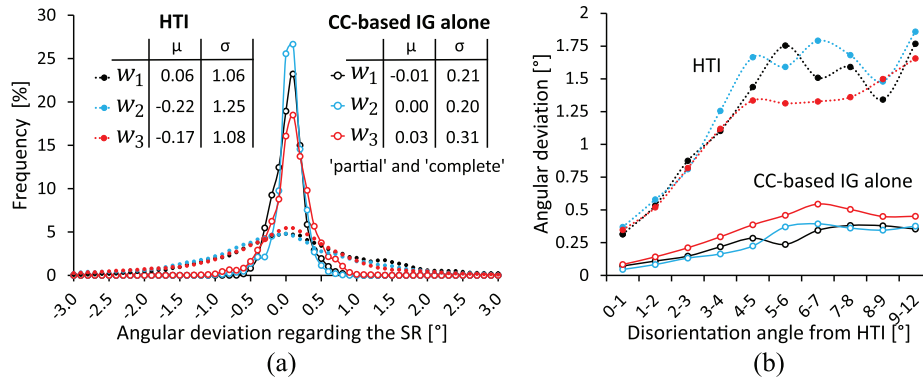 HTI
CC-based IG alone
μ σ
μ σ
w1 0.06 1.06
w1 -0.01 0.21
w2 -0.22 1.25
w2 0.00 0.20
w3 -0.17 1.08
w3 0.03 0.31
'partial' and 'complete'
Frequency [%]
30
25
20
15
10
5
0
-3.0 -2.5 -2.0 -1.5 -1.0 -0.5 0.0 0.5 1.0 1.5 2.0 2.5 3.0
Angular deviation regarding the SR [°]
(a)
Angular deviation [°]
2
1.75
1.5
1.25
1
0.75
0.5
0.25
0
HTI
CC-based IG alone
0-1 1-2 2-3 3-4 4-5 5-6 6-7 7-8 8-9 9-12
Disorientation angle from HTI [°]
(b)